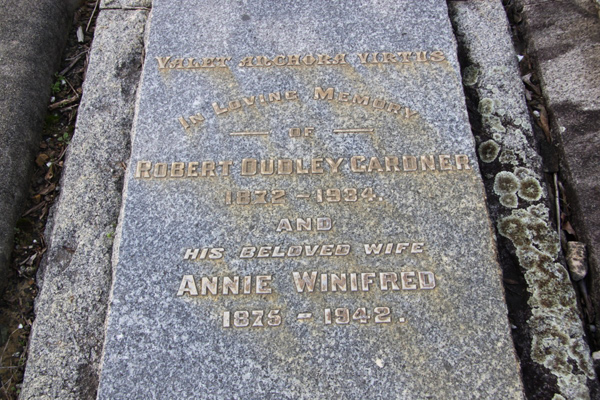 VALET ANCHORA VIRTUS
IN LOVING MEMORY
OF
ROBERT DUDLEY GARDNER
1872 - 1934.
AND
HIS BELOVED WIFE
ANNIE WINIFRED
1875 - 1942.